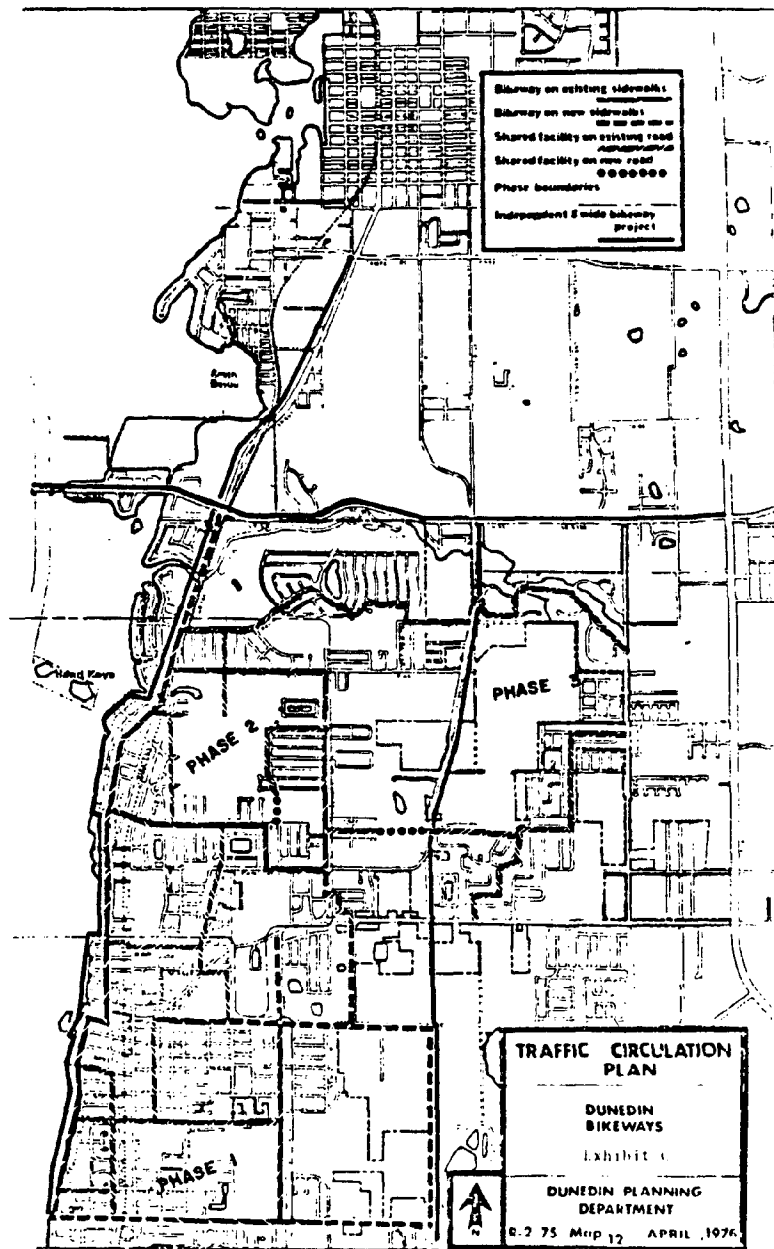 Bikeway on existing sidewalks
Bikeway on new sidewalks
Shared facility on existing road
Shared facility on new road
Phase boundaries
Independent 8 wide bikeway
project
PHASE 3
PHASE 2
PHASE 1
TRAFFIC CIRCULATION
PLAN
DUNEDIN
BIKEWAYS
Exhibit
DUNEDIN PLANNING
DEPARTMENT
N
Map 12 APRIL, 1976